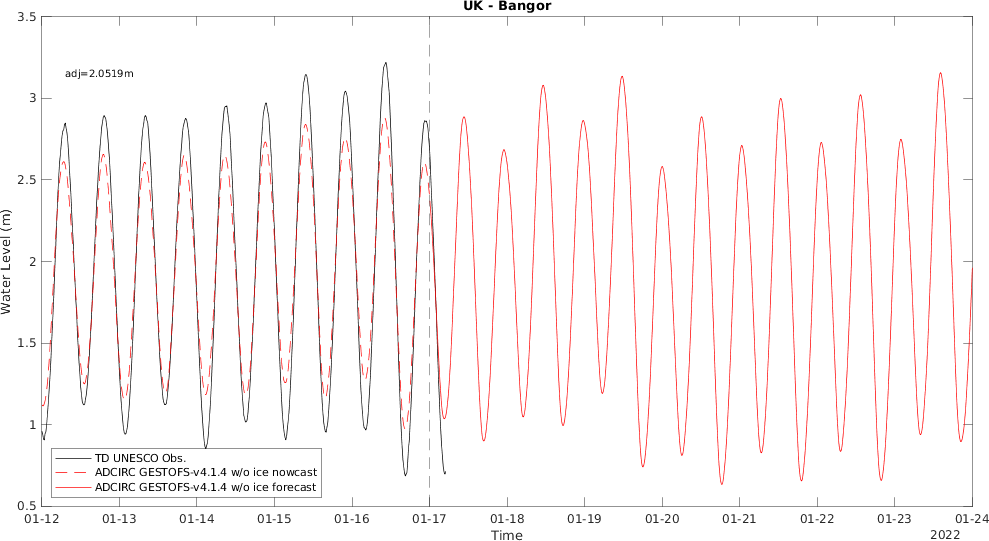 UK - Bangor
adj=2.0519m
Water Level (m)
3.5
3
2.5
2
1.5
1
0.5
TD UNESCO Obs.
ADCIRC GESTOFS-v4.1.4 w/o ice nowcast
ADCIRC GESTOFS-v4.1.4 w/o ice forecast
01-12 01-13 01-14 01-15 01-16 01-17 01-18 01-19 01-20 01-21 01-22 01-23 01-24
Time
2022